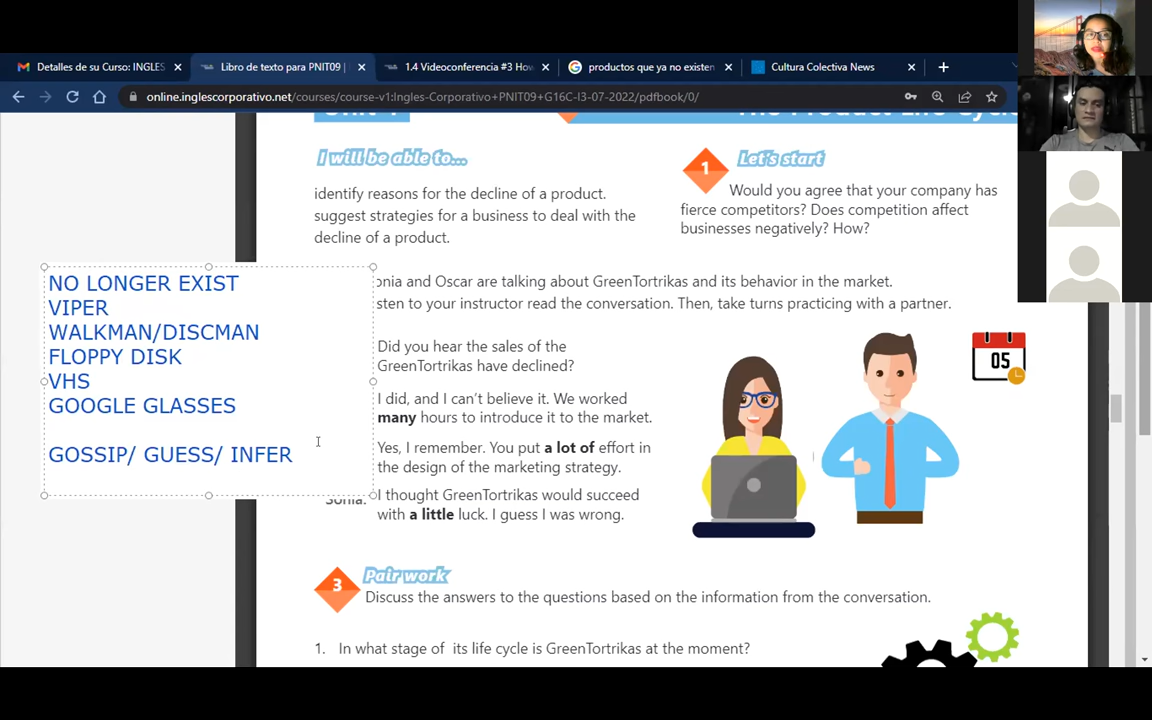 Detalles de su Curso: INGLES
Libro de texto para PNIT09 |
1.4 Videoconferencia #3 How
productos que ya no existen
Cultura Colectiva News
online.inglescorporativo.net/courses/course-v1:Ingles-Corporativo+PNIT09+G16C-I3-07-2022/pdfbook/0/
The Product Life
I will be able to...
identify reasons for the decline of a product.
suggest strategies for a business to deal with the
decline of a product.
1
Let's start
Would you agree that your company has
fierce competitors? Does competition affect
businesses negatively? How?
onia and Oscar are talking about GreenTortrikas and its behavior in the market.
sten to your instructor read the conversation. Then, take turns practicing with a partner.
NO LONGER EXIST
VIPER
WALKMAN/DISCMAN
FLOPPY DISK
VHS
GOOGLE GLASSES
GOSSIP/ GUESS/ INFER
Did you hear the sales of the
GreenTortrikas have declined?
I did, and I can't believe it. We worked
many hours to introduce it to the market.
Yes, I remember. You put a lot of effort in
the design of the marketing strategy.
Sonia: I thought GreenTortrikas would succeed
with a little luck. I guess I was wrong.
05
3
Pair work
Discuss the answers to the questions based on the information from the conversation.
1. In what stage of its life cycle is GreenTortrikas at the moment?